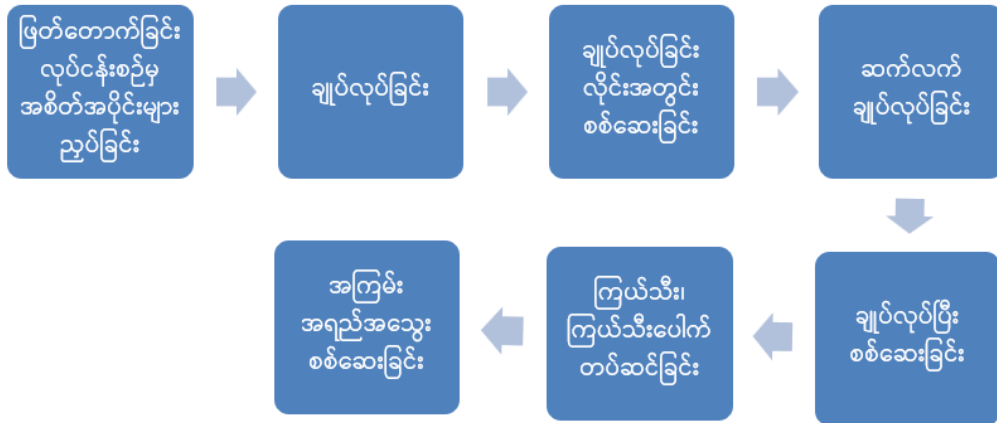 ဖြတ်တောက်ခြင်း
လုပ်ငန်းစဉ်မှ
အစိတ်အပိုင်းများ
ညှပ်ခြင်း
ချုပ်လုပ်ခြင်း
ချုပ်လုပ်ခြင်း
လိုင်းအတွင်း
စစ်ဆေးခြင်း
ဆက်လက်
ချုပ်လုပ်ခြင်း
ချုပ်လုပ်ပြီး
စစ်ဆေးခြင်း
ကြယ်သီး၊
ကြယ်သီးပေါက်
တပ်ဆင်ခြင်း
အကြမ်း
အရည်အသွေး
စစ်ဆေးခြင်း